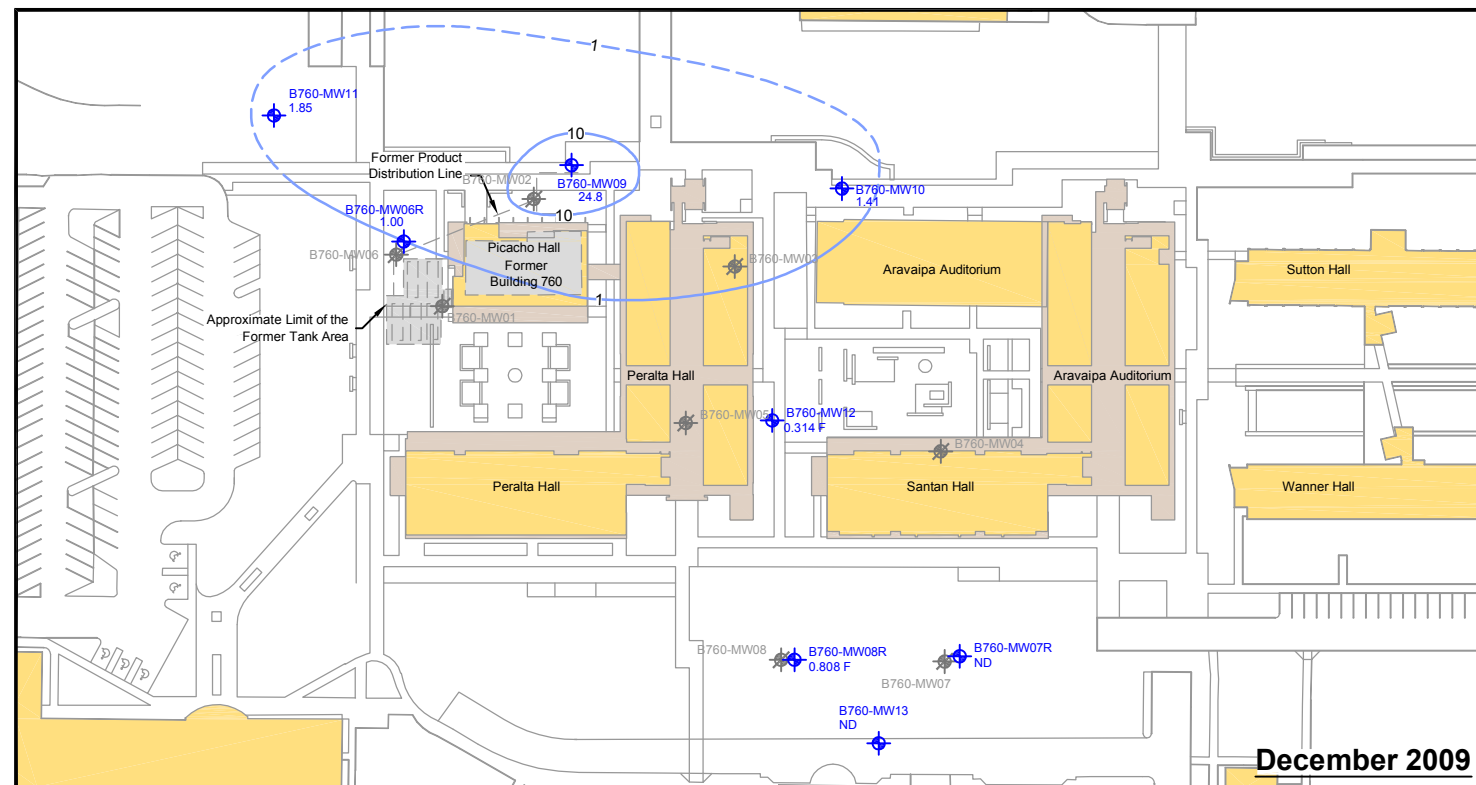 1
B760-MW11
1.85
10
Former Product
Distribution Line
B760-MW02
B760-MW09
24.8
B760-MW10
1.41
B760-MW06R
1.00
10
B760-MW06
Picacho Hall
Former
Building 760
B760-MW03
Aravaipa Auditorium
Sutton Hall
1
B760-MW01
Approximate Limit of the
Former Tank Area
Peralta Hall
Aravaipa Auditorium
B760-MW05
B760-MW12
0.314 F
B760-MW04
Peralta Hall
Santan Hall
Wanner Hall
B760-MW08
B760-MW08R
0.808 F
B760-MW07R
ND
B760-MW07
B760-MW13
ND
December 2009